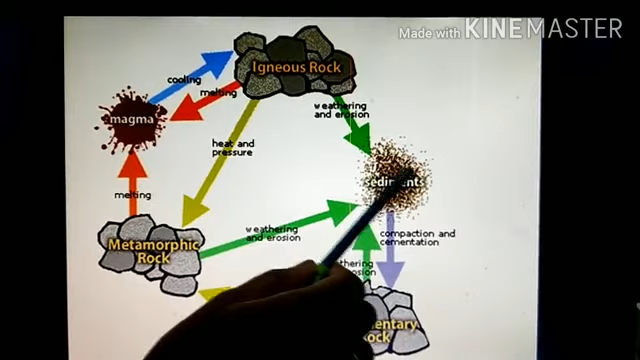 Made with KINEMASTER
Igneous Rock
cooling
melting
weathering
and erosion
magma
heat and
pressure
sediments
melting
Metamorphic
Rock
weathering
and erosion
compaction and
cementation